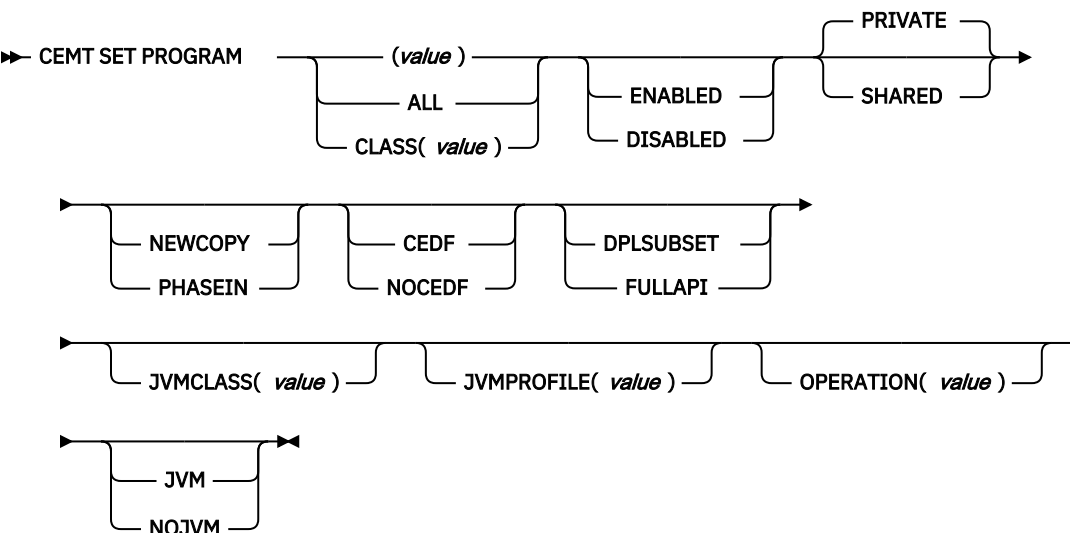 PRIVATE
CEMT SET PROGRAM (value )
ALL ENABLED SHARED
CLASS( value ) DISABLED
NEWCOPY CEDF DPLSUBSET
PHASEIN NOCEDF FULLAPI
JVMCLASS( value ) JVMPROFILE( value ) OPERATION( value )
JVM
NOJVM